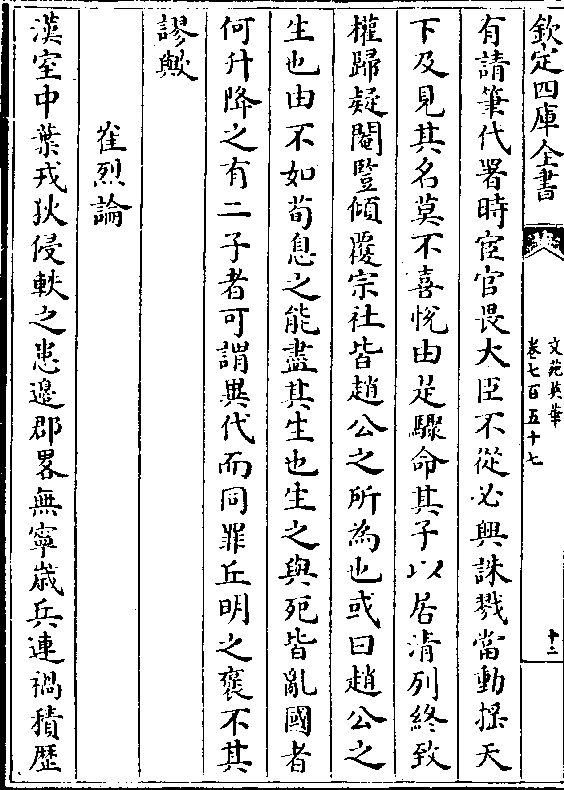 欽定四庫全書
文苑英華
卷七百五十七
十二
有請筆代署時宦官畏大臣不從必興誅戮當動揺天
下及見其名莫不喜悅由是驟命其子以居清列終致
權歸疑閹豎傾覆宗社皆趙公之所為也或曰趙公之
生也由不如荀息之能盡其生也生之與死皆亂國者
何升降之有二子者可謂異代而同罪丘明之褒不其
謬歟
崔烈論
漢室中葉戎狄侵軼之患邊郡畧無寧歲兵連禍積歴